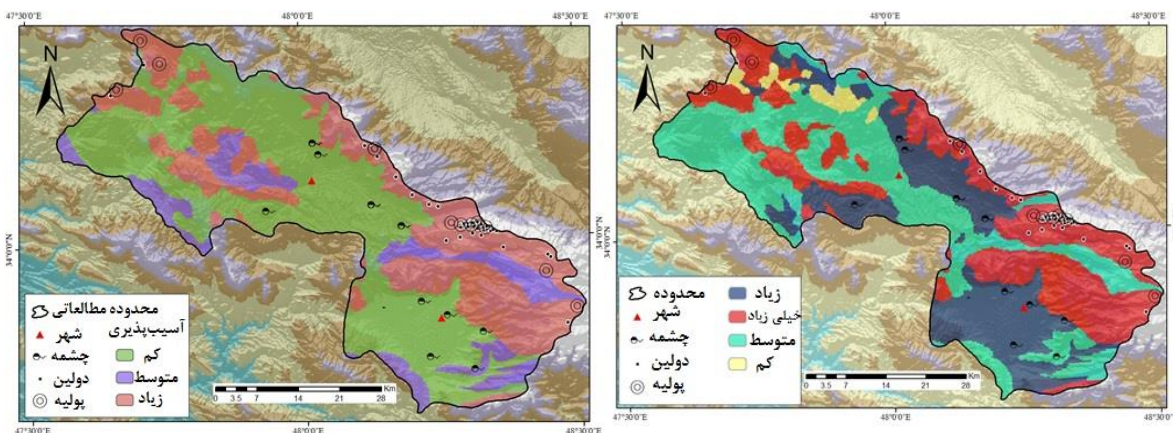 47°30'0"E 48°0'0"E 48°30'0"E
N
34°0'0"N
محدوده مطالعاتی
آسیب‌پذیری
شهر
چشمه
دولین
پولیه
کم
متوسط
زیاد
Km
0 3.5 7 14 21 28
47°30'0"E 48°0'0"E 48°30'0"E
47°30'0"E 48°0'0"E 48°30'0"E
N
34°0'0"N
محدوده
شهر
چشمه
دولین
پولیه
زیاد
خیلی زیاد
متوسط
کم
Km
0 3.5 7 14 21 28
47°30'0"E 48°0'0"E 48°30'0"E